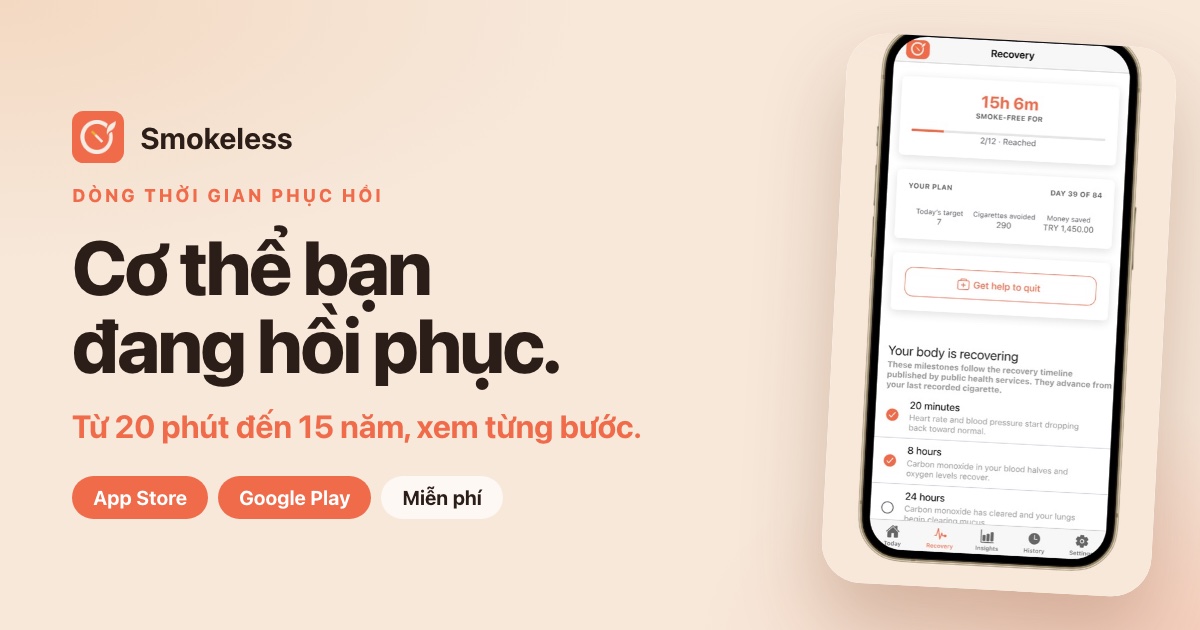 Smokeless
DÒNG THỜI GIAN PHỤC HỒI
Cơ thể bạn
đang hồi phục.
Từ 20 phút đến 15 năm, xem từng bước.
App Store
Google Play
Miễn phí
Recovery
15h 6m
SMOKE-FREE FOR
2/12 · Reached
YOUR PLAN
DAY 39 OF 84
Today's target
7
Cigarettes avoided
290
Money saved
TRY 1,450.00
Get help to quit
Your body is recovering
These milestones follow the recovery timeline
published by public health services. They advance from
your last recorded cigarette.
20 minutes
Heart rate and blood pressure start dropping
back toward normal.
8 hours
Carbon monoxide in your blood halves and
oxygen levels recover.
24 hours
Carbon monoxide has cleared and your lungs
begin clearing mucus.
Today
Recovery
Insights
History
Settings